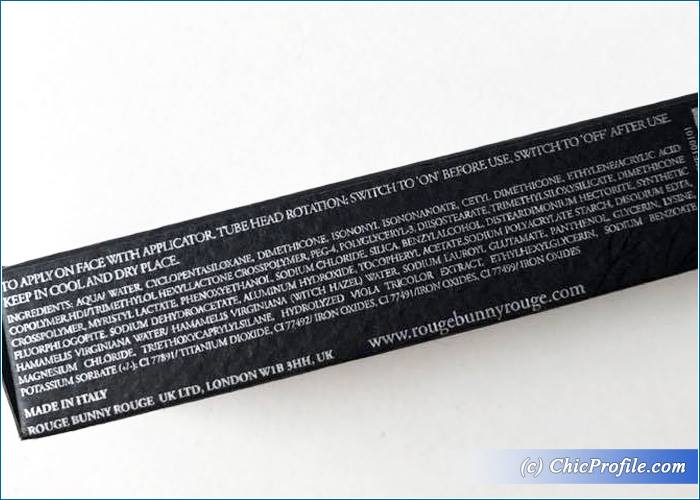 TO APPLY ON FACE WITH APPLICATOR. TUBE HEAD ROTATION: SWITCH TO 'ON' BEFORE USE, SWITCH TO 'OFF' AFTER USE.
KEEP IN COOL AND DRY PLACE.
INGREDIENTS: AQUA WATER, CYCLOPENTASILOXANE, DIMETHICONE, ISONONYL ISONONANOATE, CETYL DIMETHICONE, ETHYLENE/ACRYLIC ACID
COPOLYMER,HDI/TRIMETHYLOL HEXYLLACTONE CROSSPOLYMER, PEG-4, POLYGLYCERYL-3, DIISOSTEARATE, TRIMETHYLSILOXYSILICATE, DIMETHICONE
CROSSPOLYMER, MYRISTYL LACTATE, PHENOXYETHANOL, SODIUM CHLORIDE, SILICA BENZYLALCOHOL, DISTEARDIMONIUM HECTORITE, SYNTHETIC
FLUORPHLOGOPITE, SODIUM DEHYDROACETATE, ALUMINUM HYDROXIDE, TOCOPHERYL ACETATE,SODIUM POLYACRYLATE STARCH, DISODIUM EDTA,
HAMAMELIS VIRGINIANA WATER/ HAMAMELIS VIRGINIANA (WITCH HAZEL) WATER, SODIUM LAUROYL GLUTAMATE, PANTHENOL, GLYCERIN, LYSINE,
MAGNESIUM CHLORIDE, TRIETHOXYCAPRYLYLSILANE, HYDROLYZED VIOLA TRICOLOR EXTRACT, ETHYLHEXYLGLYCERIN, SODIUM BENZOATE,
POTASSIUM SORBATE (+/-): CI 77891/ TITANIUM DIOXIDE, CI 77492/ IRON OXIDES, CI 77491/IRON OXIDES, CI 77499/IRON OXIDES
www.rougebunnyrouge.com
MADE IN ITALY
ROUGE BUNNY ROUGE UK LTD, LONDON W1B 3HH, UK
(c) ChicProfile.com